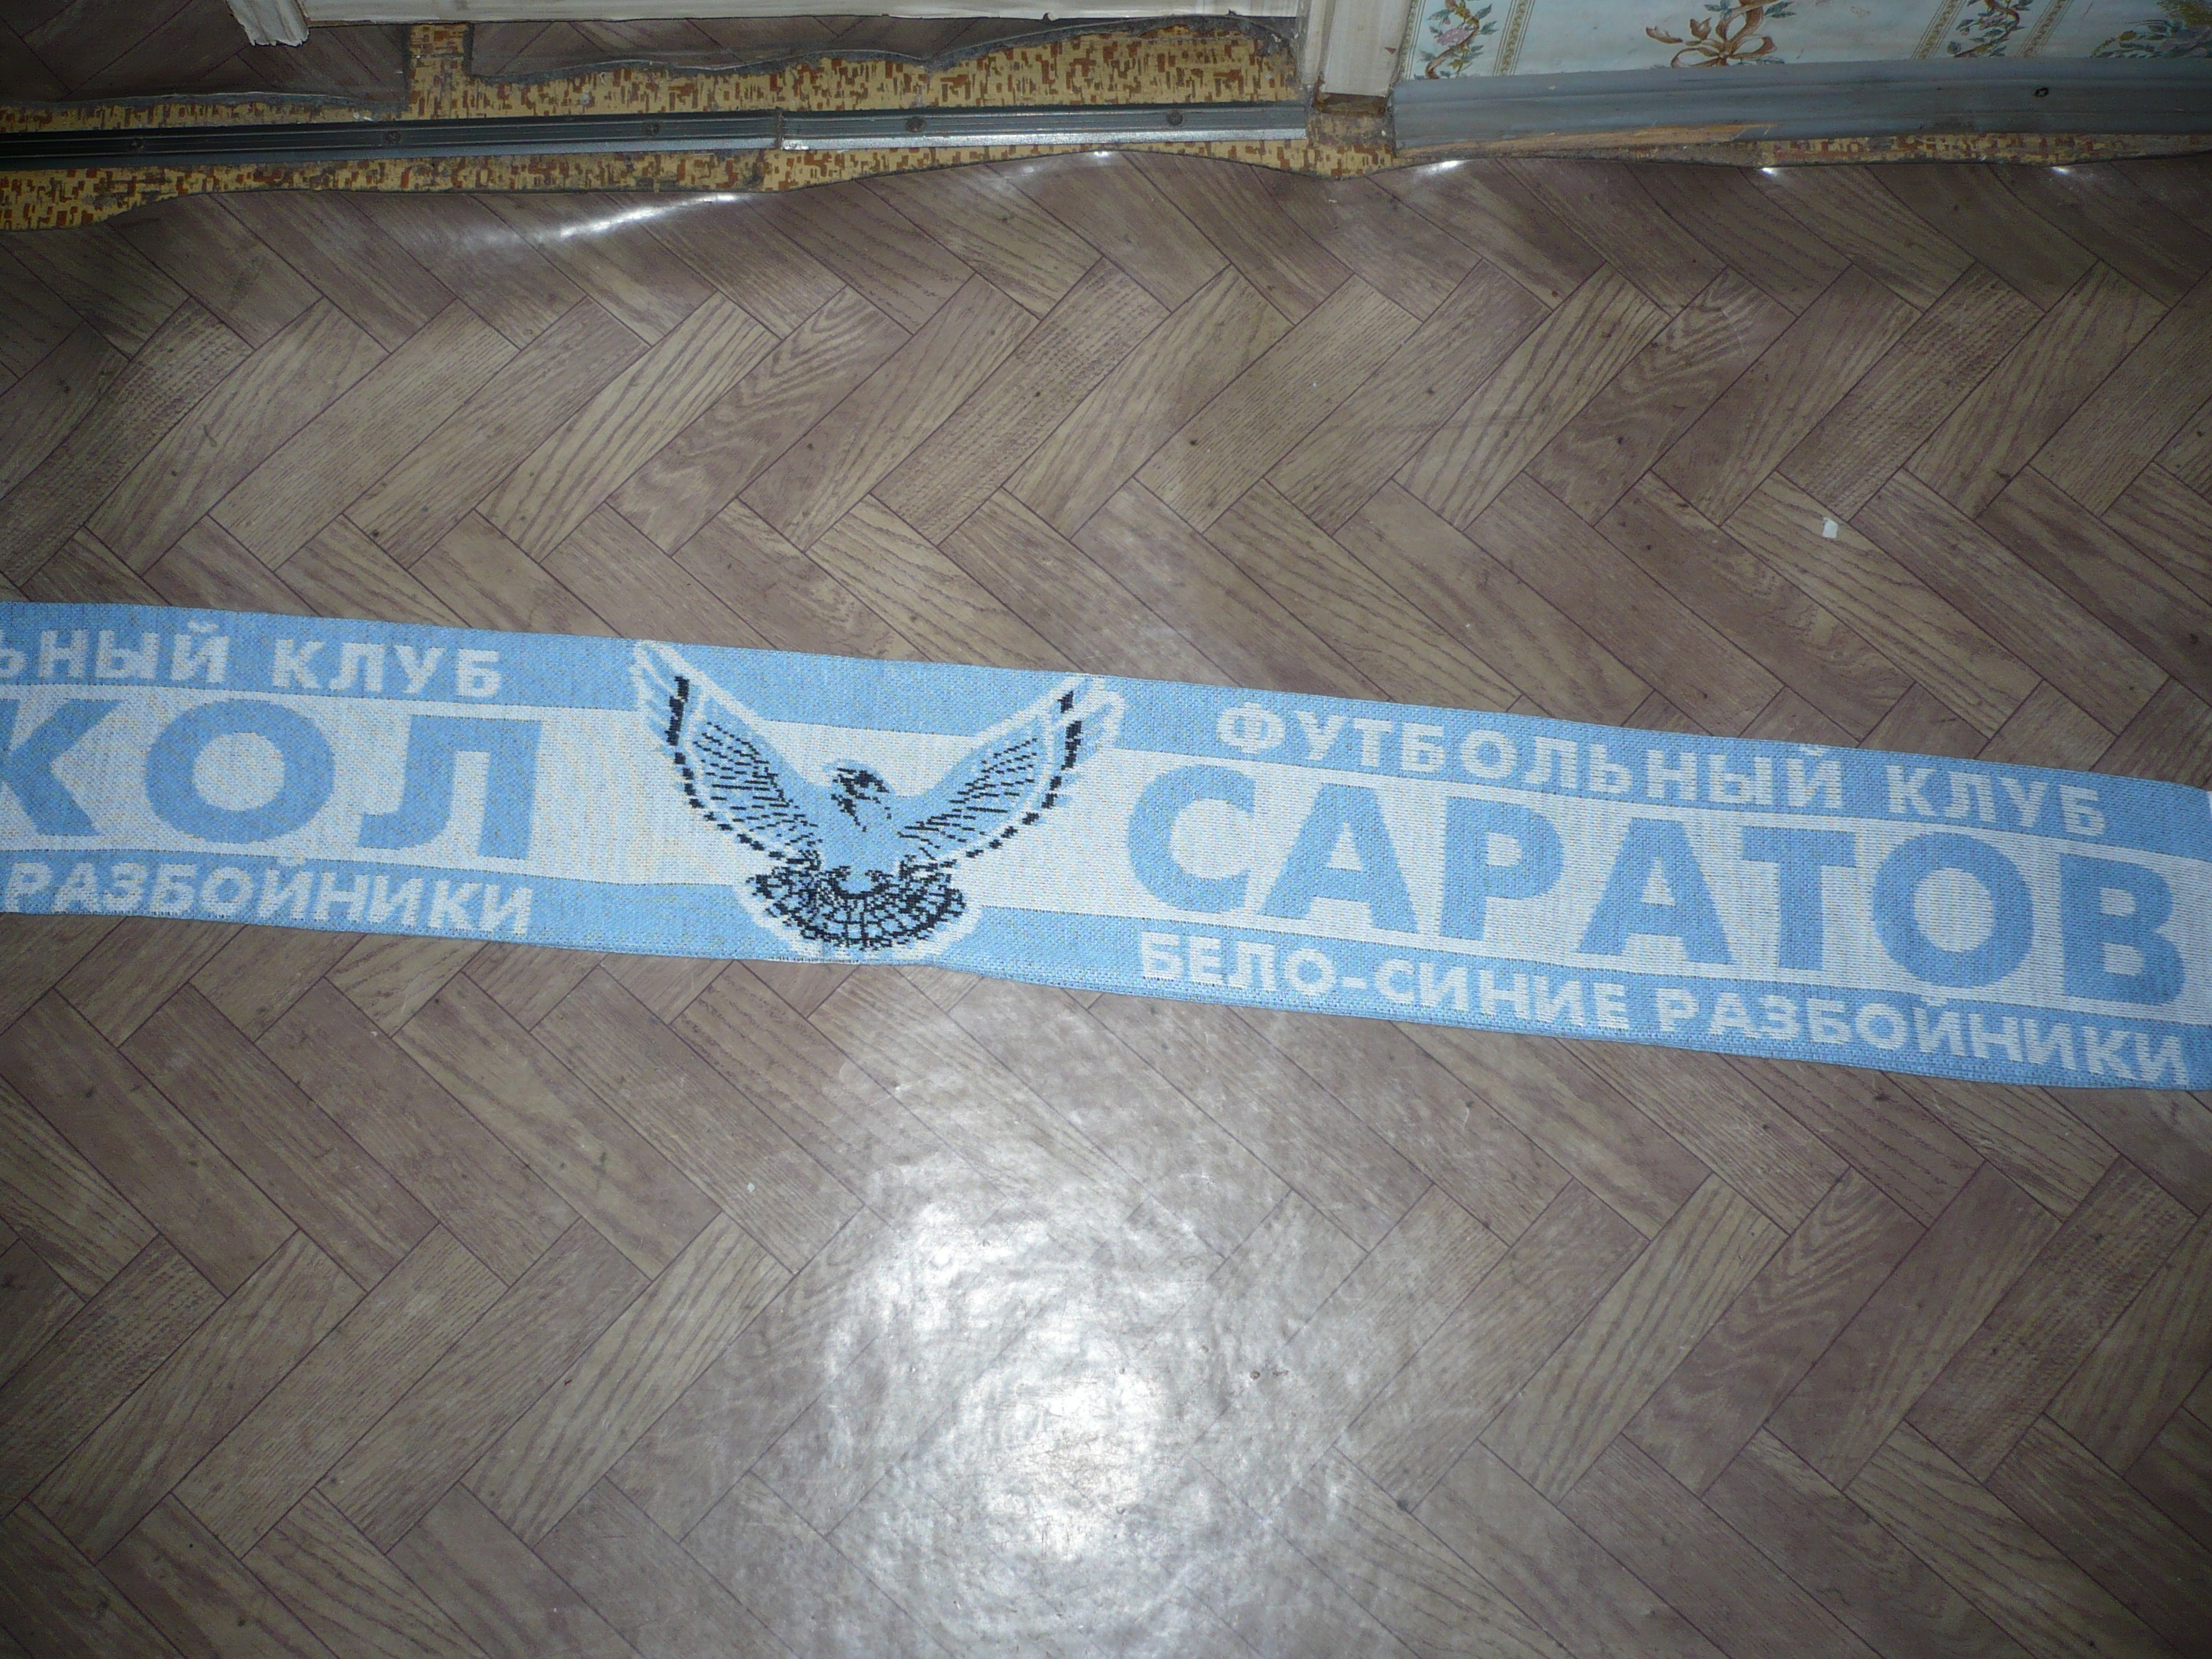 ЬНЫЙ КЛУБ
КОЛ
РАЗБОЙНИКИ
ФУТБОЛЬНЫЙ КЛУБ
САРАТОВ
БЕЛО-СИНИЕ РАЗБОЙНИКИ